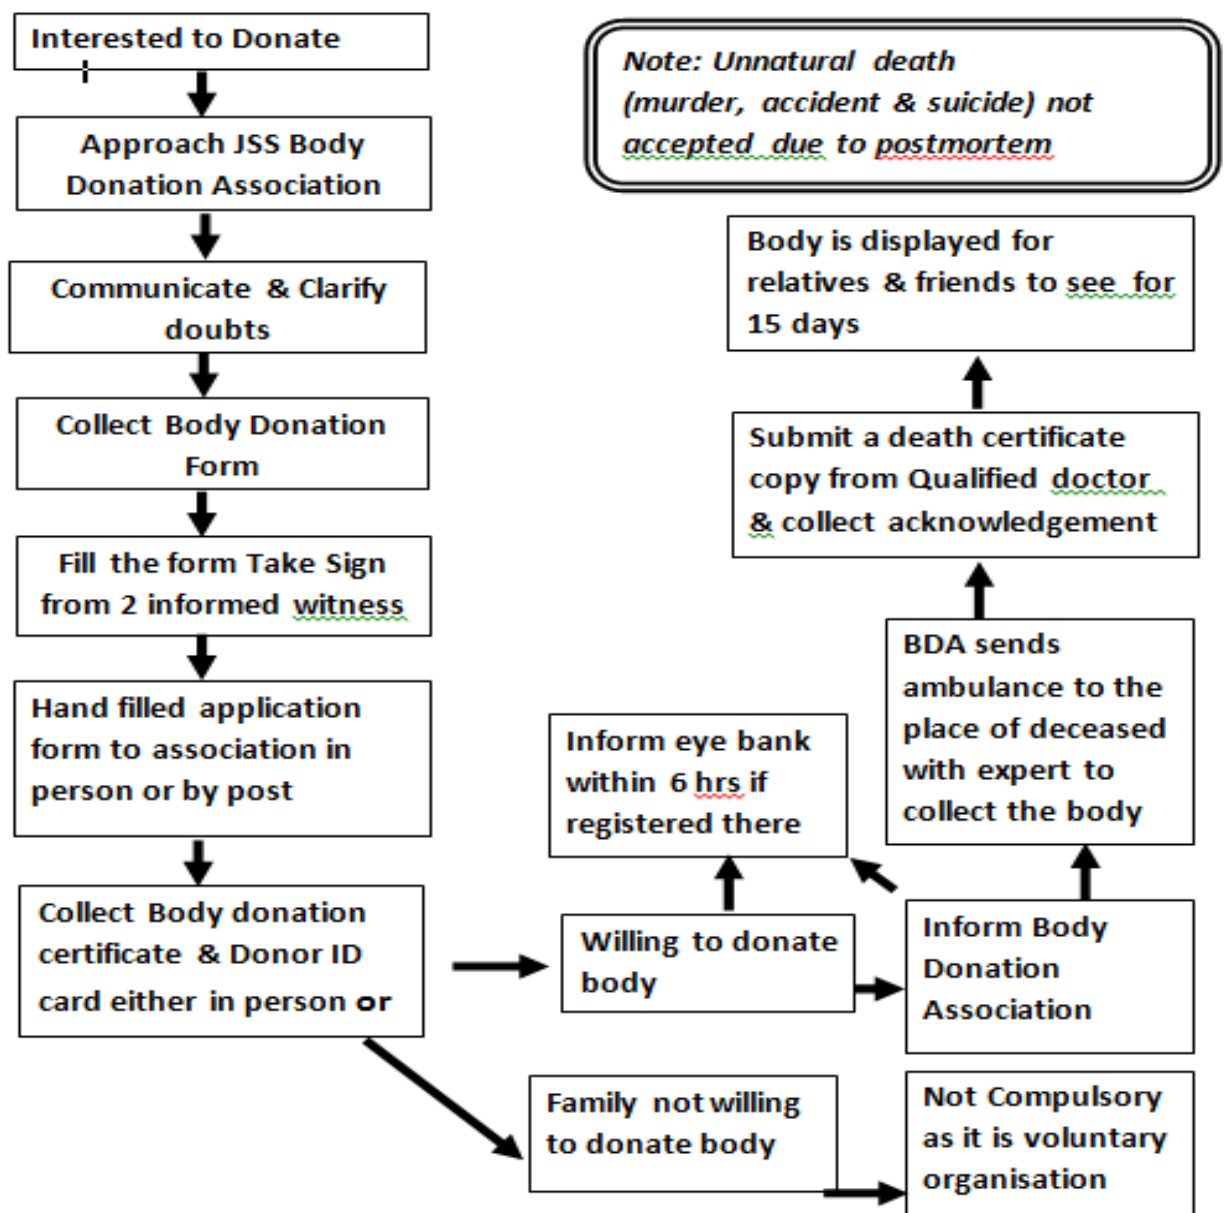 Interested to Donate
Approach JSS Body
Donation Association
Communicate & Clarify
doubts
Collect Body Donation
Form
Fill the form Take Sign
from 2 informed witness
Hand filled application
form to association in
person or by post
Collect Body donation
certificate & Donor ID
card either in person or
Willing to donate
body
Inform eye bank
within 6 hrs if
registered there
Family not willing
to donate body
Not Compulsory
as it is voluntary
organisation
Inform Body
Donation
Association
BDA sends
ambulance to the
place of deceased
with expert to
collect the body
Submit a death certificate
copy from Qualified doctor
& collect acknowledgement
Body is displayed for
relatives & friends to see for
15 days
Note: Unnatural death
(murder, accident & suicide) not
accepted due to postmortem